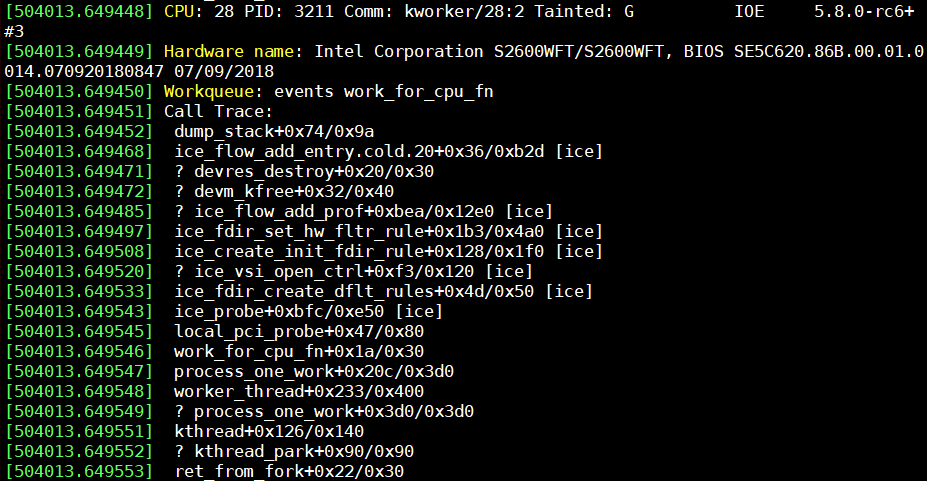 [504013.649448] CPU: 28 PID: 3211 Comm: kworker/28:2 Tainted: G          IOE     5.8.0-rc6+
#3
[504013.649449] Hardware name: Intel Corporation S2600WFT/S2600WFT, BIOS SE5C620.86B.00.01.0
014.070920180847 07/09/2018
[504013.649450] Workqueue: events work_for_cpu_fn
[504013.649451] Call Trace:
[504013.649452]  dump_stack+0x74/0x9a
[504013.649468]  ice_flow_add_entry.cold.20+0x36/0xb2d [ice]
[504013.649471]  ? devres_destroy+0x20/0x30
[504013.649472]  ? devm_kfree+0x32/0x40
[504013.649485]  ? ice_flow_add_prof+0xbea/0x12e0 [ice]
[504013.649497]  ice_fdir_set_hw_fltr_rule+0x1b3/0x4a0 [ice]
[504013.649508]  ice_create_init_fdir_rule+0x128/0x1f0 [ice]
[504013.649520]  ? ice_vsi_open_ctrl+0xf3/0x120 [ice]
[504013.649533]  ice_fdir_create_dflt_rules+0x4d/0x50 [ice]
[504013.649543]  ice_probe+0xbfc/0xe50 [ice]
[504013.649545]  local_pci_probe+0x47/0x80
[504013.649546]  work_for_cpu_fn+0x1a/0x30
[504013.649547]  process_one_work+0x20c/0x3d0
[504013.649548]  worker_thread+0x233/0x400
[504013.649549]  ? process_one_work+0x3d0/0x3d0
[504013.649551]  kthread+0x126/0x140
[504013.649552]  ? kthread_park+0x90/0x90
[504013.649553]  ret_from_fork+0x22/0x30